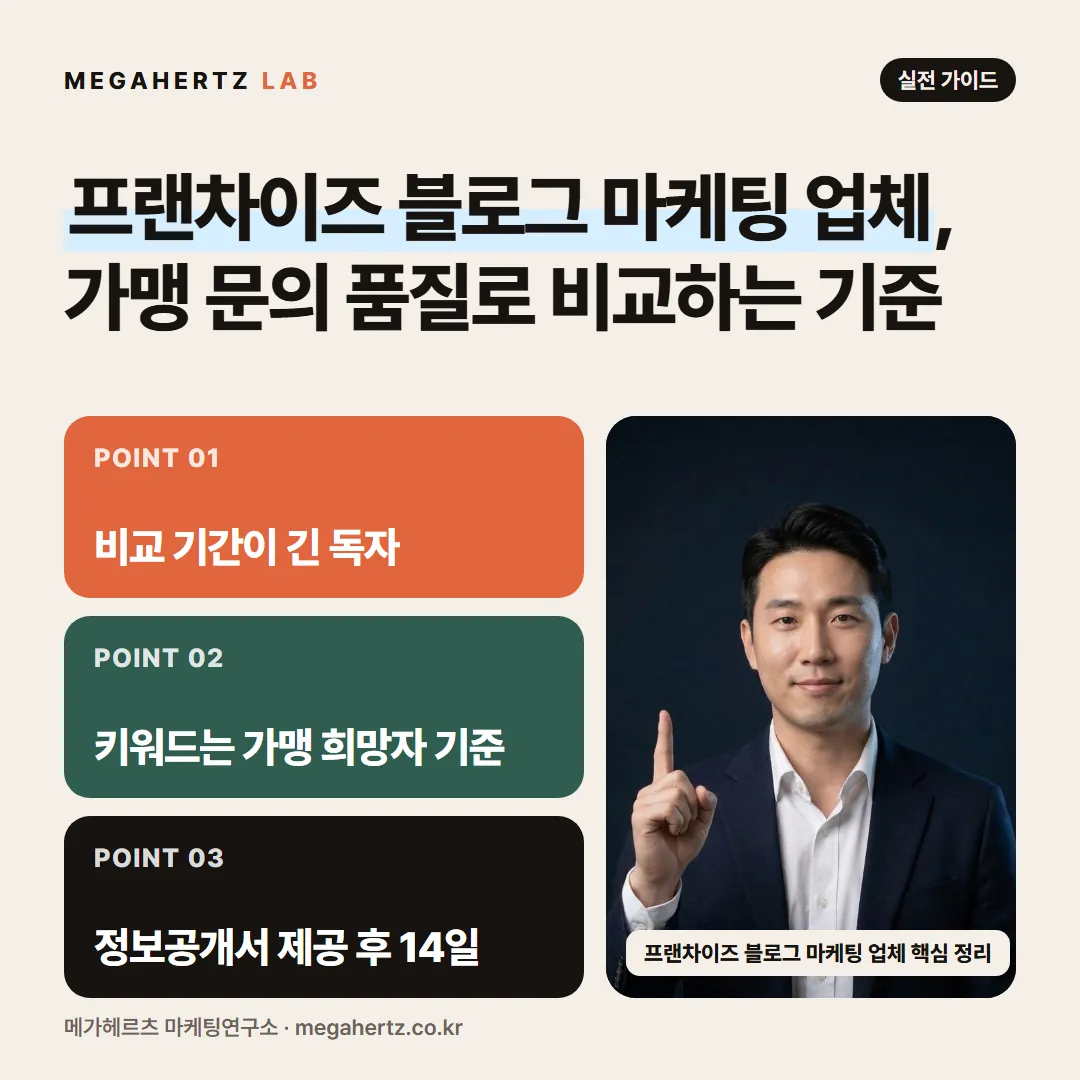 MEGAHERTZ LAB
실전 가이드
프랜차이즈 블로그 마케팅 업체,
가맹 문의 품질로 비교하는 기준
POINT 01
비교 기간이 긴 독자
POINT 02
키워드는 가맹 희망자 기준
POINT 03
정보공개서 제공 후 14일
프랜차이즈 블로그 마케팅 업체 핵심 정리
메가헤르츠 마케팅연구소 · megahertz.co.kr